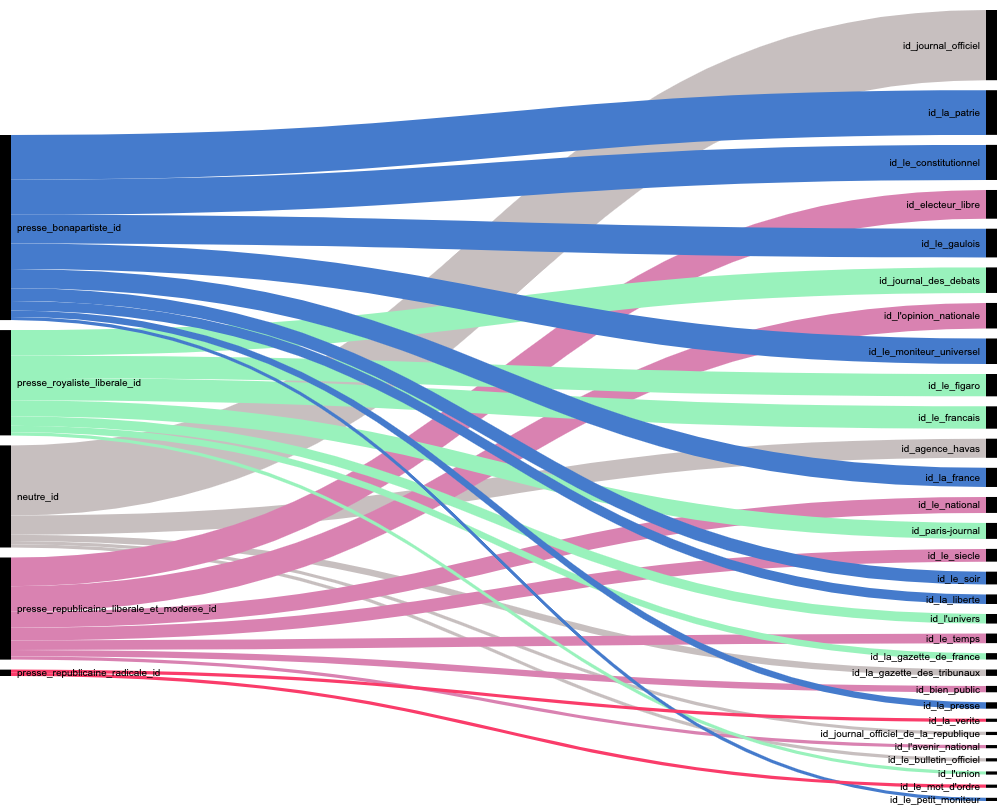 presse_bonapartiste_id
presse_royaliste_liberale_id
neutre_id
presse_republicaine_liberale_et_moderee_id
presse_republicaine_radicale_id
id_journal_officiel
id_la_patrie
id_le_constitutionnel
id_electeur_libre
id_le_gaulois
id_journal_des_debats
id_l'opinion_nationale
id_le_moniteur_universel
id_le_figaro
id_le_francais
id_agence_havas
id_la_france
id_le_national
id_paris-journal
id_le_siecle
id_le_soir
id_la_liberte
id_l'univers
id_le_temps
id_la_gazette_de_france
id_la_gazette_des_tribunaux
id_bien_public
id_la_presse
id_la_verite
id_journal_officiel_de_la_republique
id_l'avenir_national
id_le_bulletin_officiel
id_l'union
id_le_mot_d'ordre
id_le_petit_moniteur